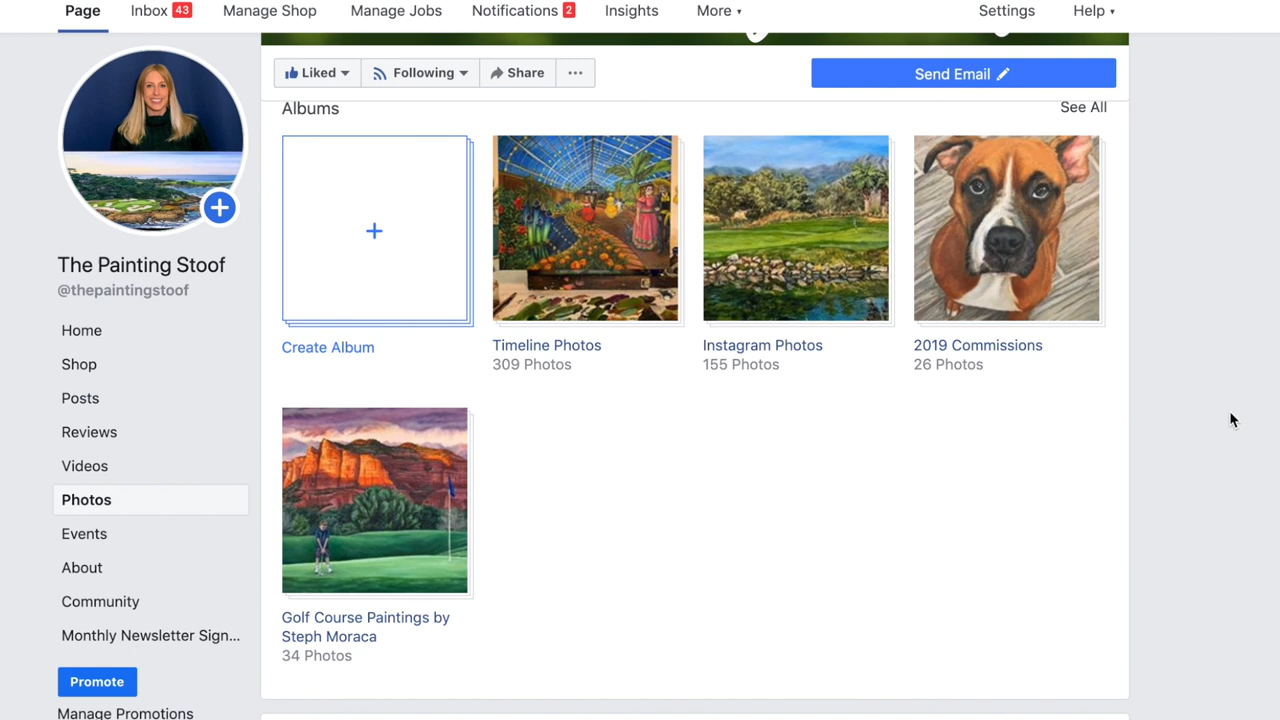 Page
Inbox 43
Manage Shop
Manage Jobs
Notifications 2
Insights
More
Settings
Help
Liked
Following
Share
Send Email
Albums
See All
Create Album
Timeline Photos
309 Photos
Instagram Photos
155 Photos
2019 Commissions
26 Photos
Golf Course Paintings by
Steph Moraca
34 Photos
The Painting Stoof
@thepaintingstoof
Home
Shop
Posts
Reviews
Videos
Photos
Events
About
Community
Monthly Newsletter Sign...
Promote
Manage Promotions